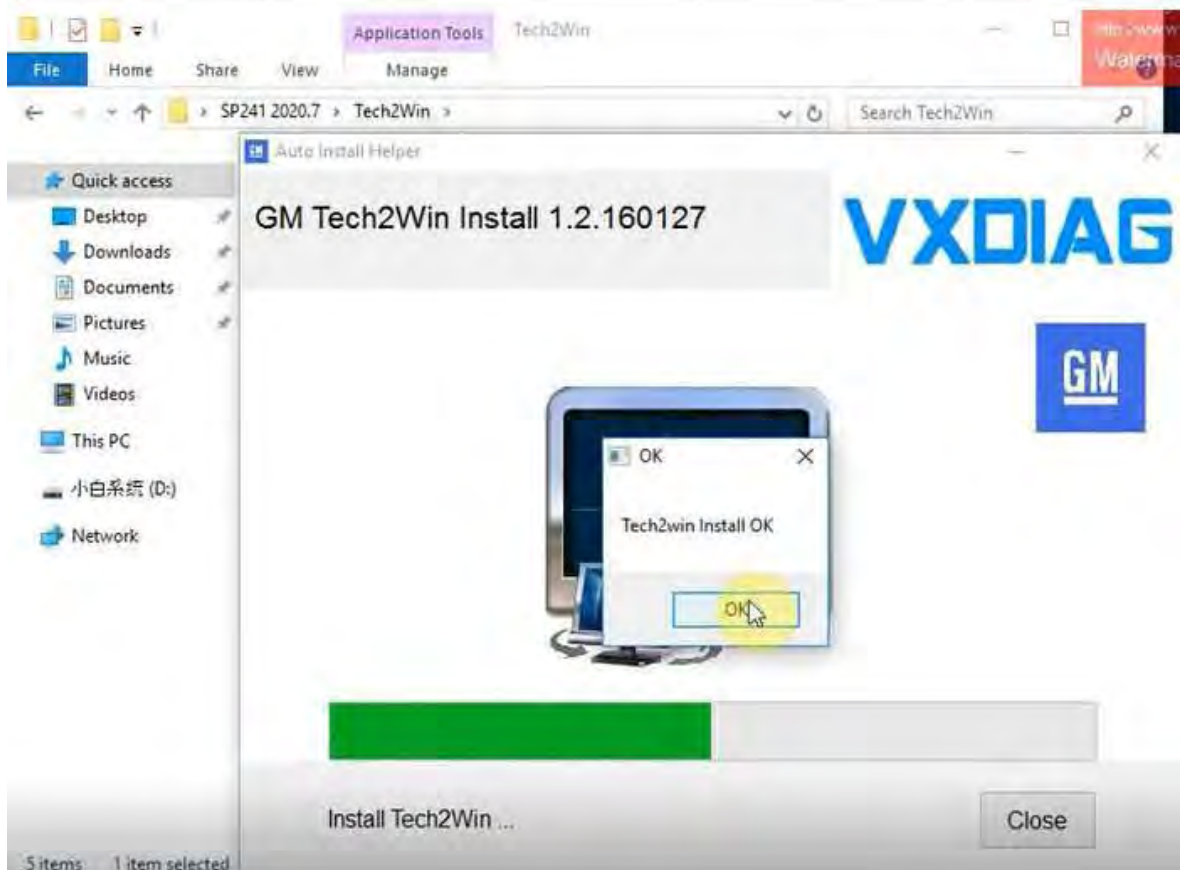 Application Tools Tech2Win
File Home Share View Manage
SP241 2020.7 › Tech2Win › Search Tech2Win
Auto Install Helper
Quick access
Desktop
Downloads
Documents
Pictures
Music
Videos
This PC
小白系统 (D:)
Network
GM Tech2Win Install 1.2.160127
VXDIAG
GM
OK
Tech2win Install OK
OK
Install Tech2Win ...
Close
5 items 1 item selected